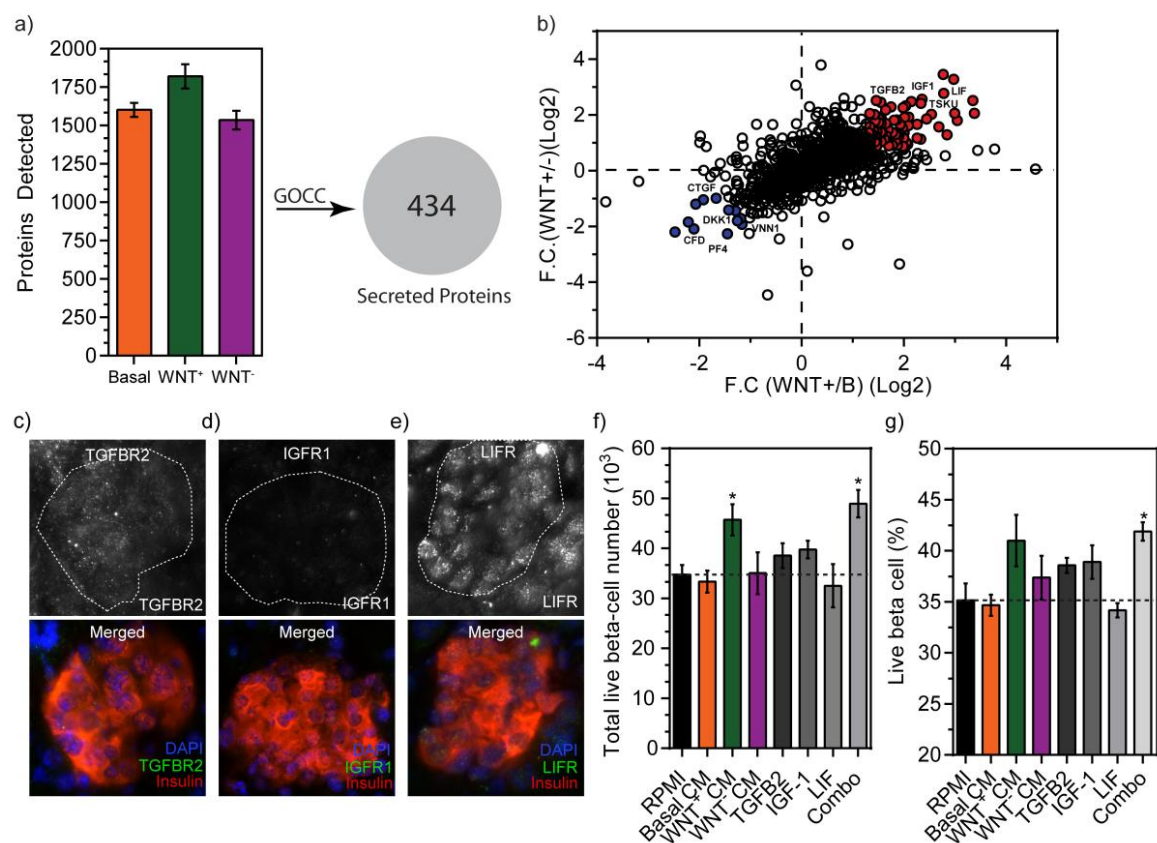 a)
2000
1750
1500
1250
1000
750
500
250
0
Proteins Detected
Basal
WNT⁺
WNT⁻
GOCC
434
Secreted Proteins
b)
4
2
0
-2
-4
-6
F.C.(WNT+/-)(Log2)
TGFB2
IGF1
LIF
TSKU
CTGF
DKK1
VNN1
CFD
PF4
-4
-2
0
2
4
F.C (WNT+/B) (Log2)
c)
TGFBR2
TGFBR2
Merged
DAPI
TGFBR2
Insulin
d)
IGFR1
IGFR1
Merged
DAPI
IGFR1
Insulin
e)
LIFR
LIFR
Merged
DAPI
LIFR
Insulin
f)
60
50
40
30
20
10
0
Total live beta-cell number (10³)
*
*
RPMI
Basal CM
WNT⁺ CM
WNT⁻ CM
TGFB2
IGF-1
LIF
Combo
g)
50
45
40
35
30
25
20
Live beta cell (%)
*
RPMI
Basal CM
WNT⁺ CM
WNT⁻ CM
TGFB2
IGF-1
LIF
Combo